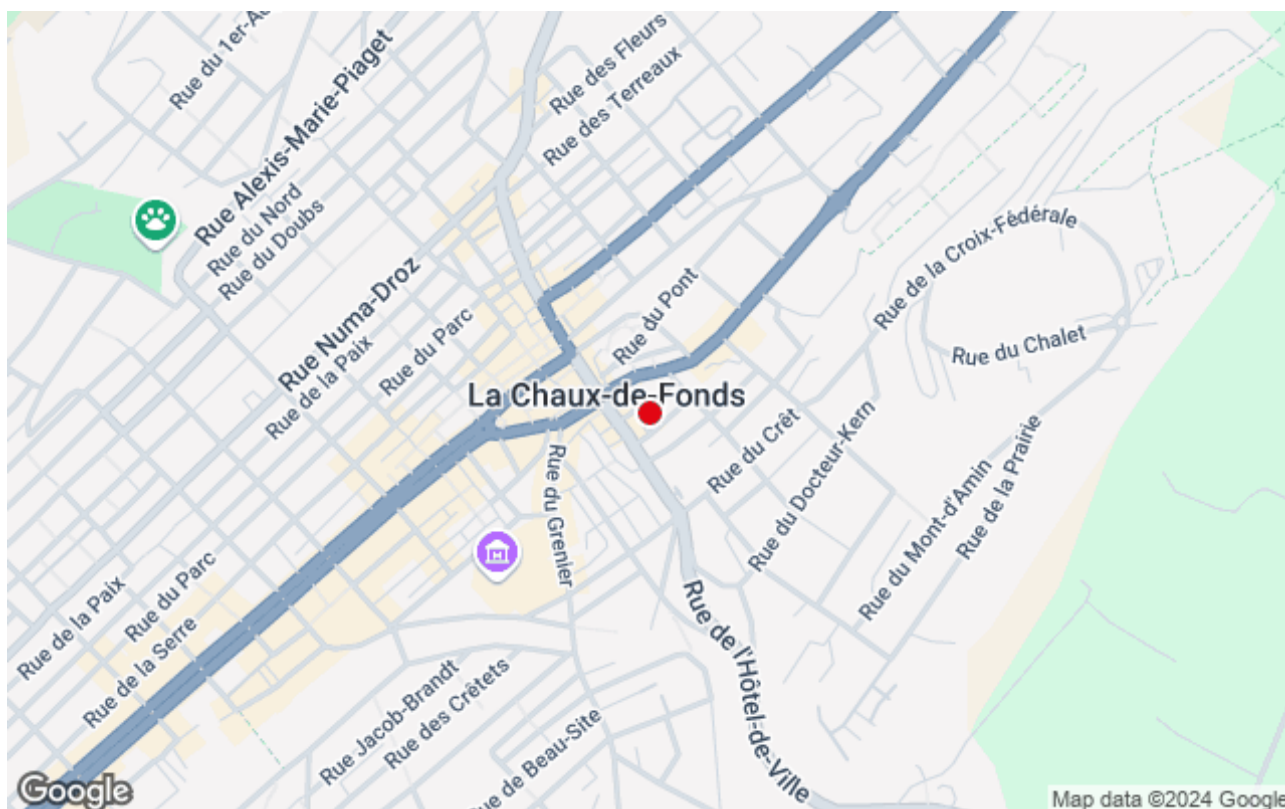 Rue du 1er-A
Rue Alexis-Marie-Piaget
Rue des Fleurs
Rue des Terreaux
Rue du Nord
Rue du Doubs
Rue Numa-Droz
Rue de la Paix
Rue du Parc
Rue du Pont
Rue de la Croix-Fédérale
Rue du Chalet
La Chaux-de-Fonds
Rue du Crêt
Rue du Docteur-Kern
Rue du Grenier
Rue du Mont-d'Amin
Rue de la Prairie
Rue de la Paix
Rue du Parc
Rue de la Serre
Rue de l'Hôtel-de-Ville
Rue Jacob-Brandt
Rue des Crêtets
Rue de Beau-Site
Google
Map data ©2024 Google